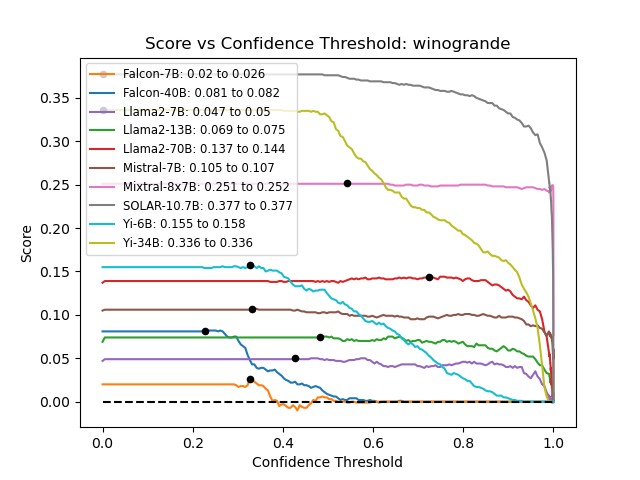 Score vs Confidence Threshold: winogrande
Falcon-7B: 0.02 to 0.026
Falcon-40B: 0.081 to 0.082
Llama2-7B: 0.047 to 0.05
Llama2-13B: 0.069 to 0.075
Llama2-70B: 0.137 to 0.144
Mistral-7B: 0.105 to 0.107
Mixtral-8x7B: 0.251 to 0.252
SOLAR-10.7B: 0.377 to 0.377
Yi-6B: 0.155 to 0.158
Yi-34B: 0.336 to 0.336
Score
0.35
0.30
0.25
0.20
0.15
0.10
0.05
0.00
0.0 0.2 0.4 0.6 0.8 1.0
Confidence Threshold